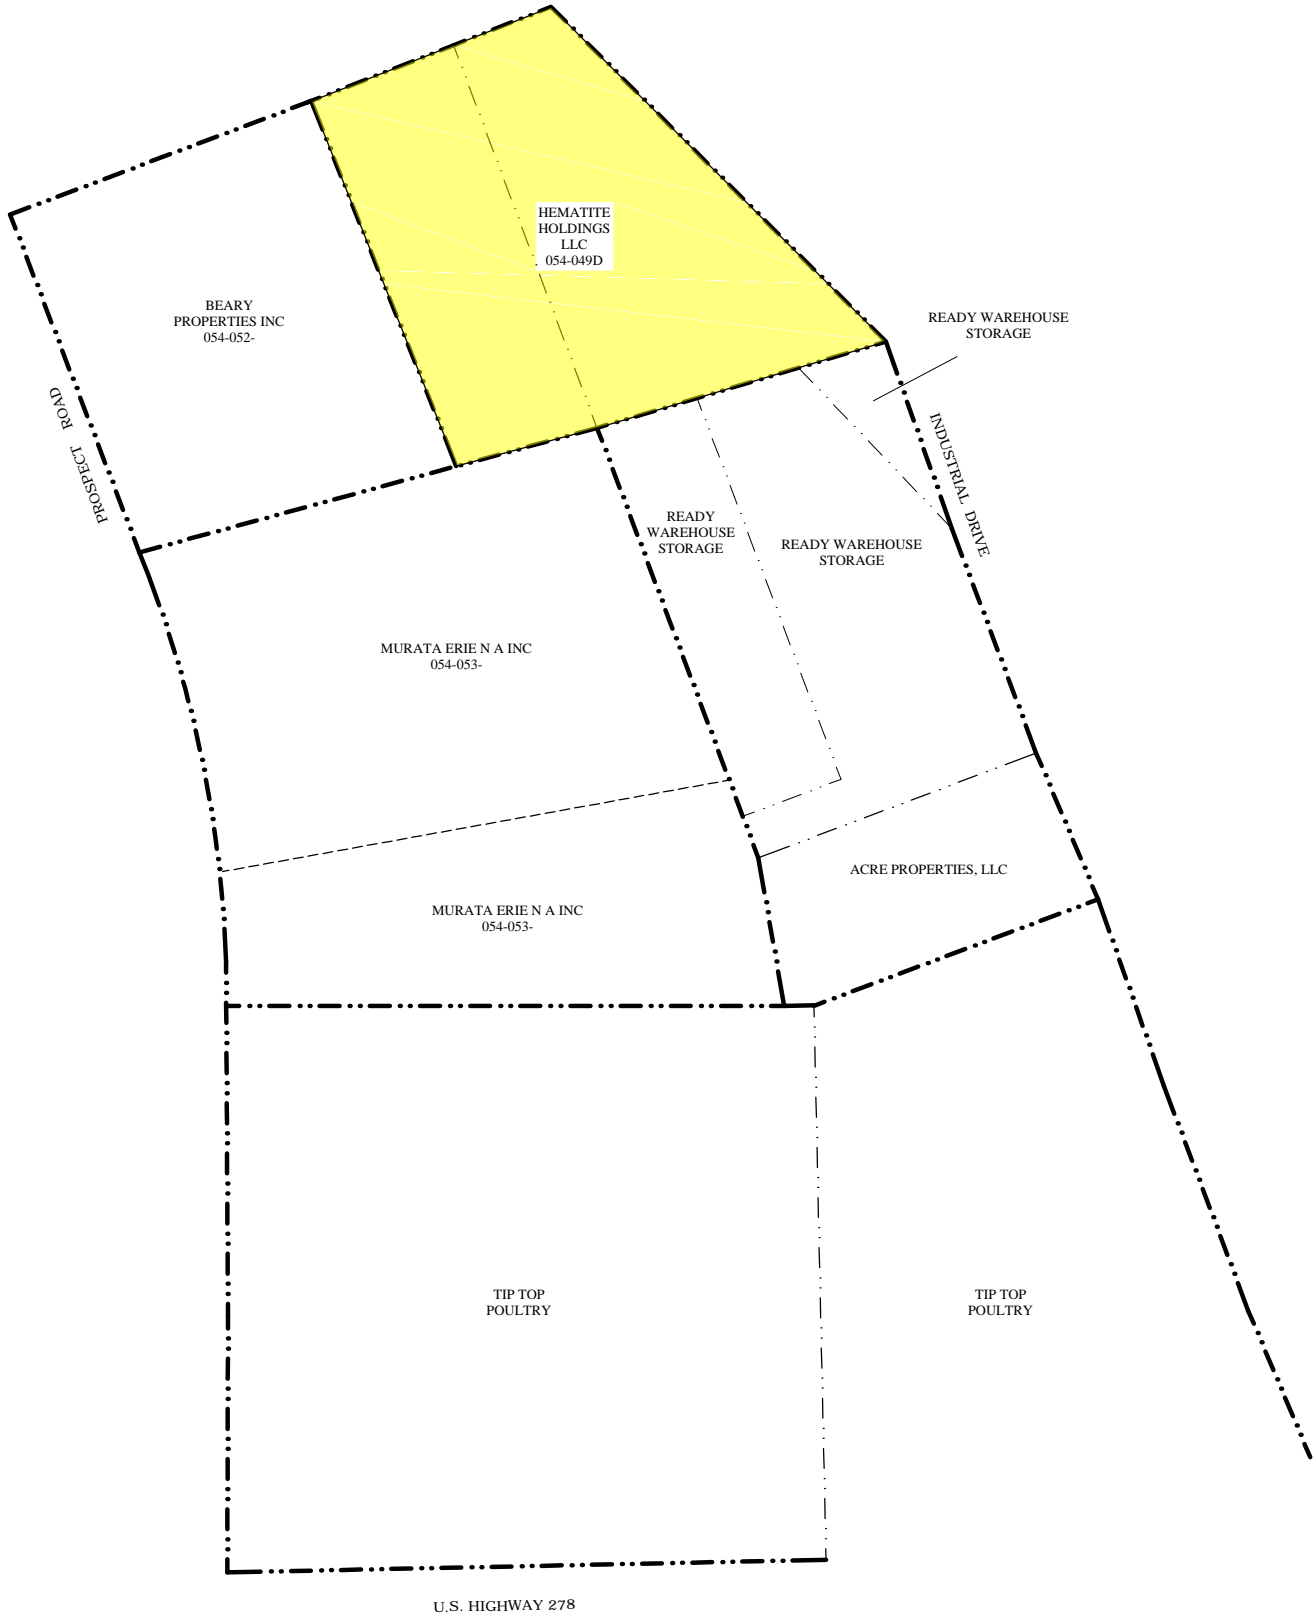 HEMATITE
HOLDINGS
LLC
054-049D
BEARY
PROPERTIES INC
054-052-
READY WAREHOUSE
STORAGE
PROSPECT ROAD
INDUSTRIAL DRIVE
READY
WAREHOUSE
STORAGE
READY WAREHOUSE
STORAGE
MURATA ERIE N A INC
054-053-
ACRE PROPERTIES, LLC
MURATA ERIE N A INC
054-053-
TIP TOP
POULTRY
TIP TOP
POULTRY
U.S. HIGHWAY 278